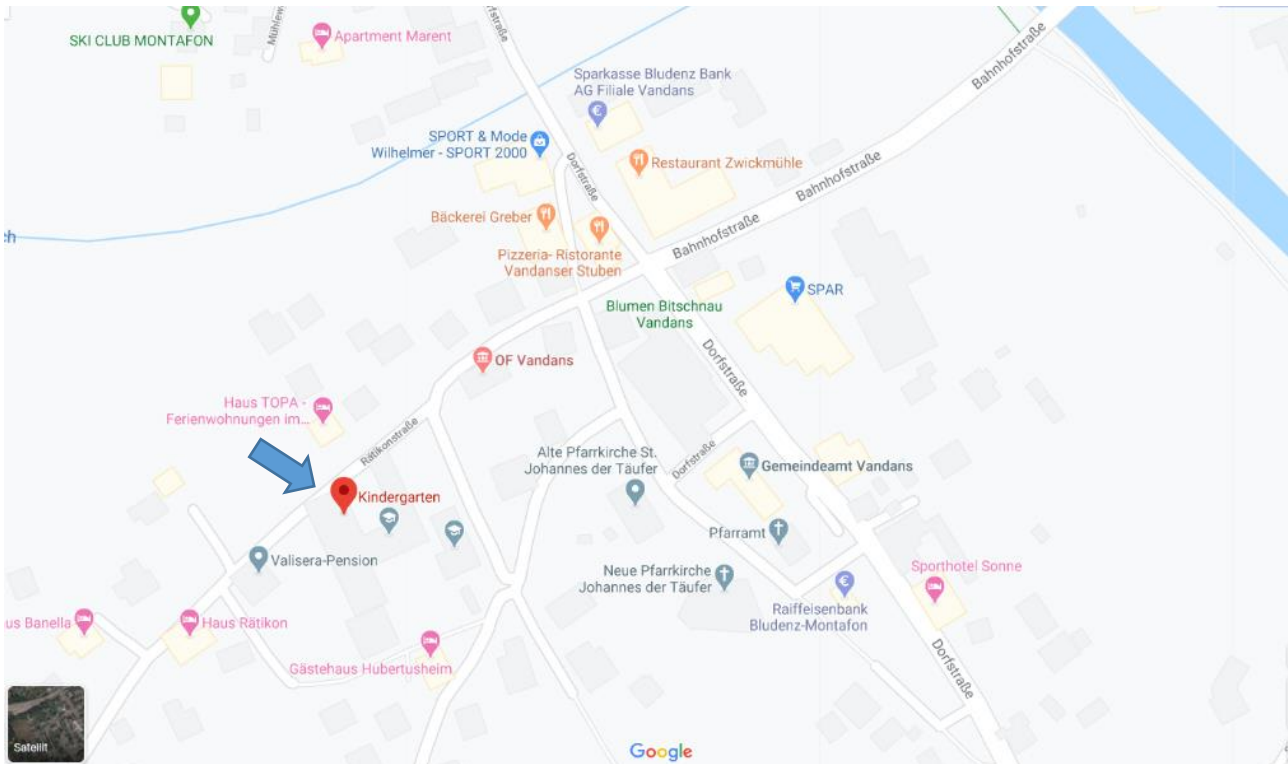 SKI CLUB MONTAFON
Mühlewe
Apartment Marent
Sparkasse Bludenz Bank
AG Filiale Vandans
Bahnhofstraße
SPORT & Mode
Wilhelmer - SPORT 2000
Dorfstraße
Restaurant Zwickmühle
Bahnhofstraße
Bäckerei Greber
ch
Pizzeria- Ristorante
Vandanser Stuben
Bahnhofstraße
SPAR
Blumen Bitschnau
Vandans
OF Vandans
Dorfstraße
Haus TOPA -
Ferienwohnungen im...
Rätikonstraße
Alte Pfarrkirche St.
Johannes der Täufer
Dorfstraße
Gemeindeamt Vandans
Kindergarten
Pfarramt
Valisera-Pension
Neue Pfarrkirche
Johannes der Täufer
Sporthotel Sonne
Raiffeisenbank
Bludenz-Montafon
us Banella
Haus Rätikon
Gästehaus Hubertusheim
Dorfstraße
Satellit
Google